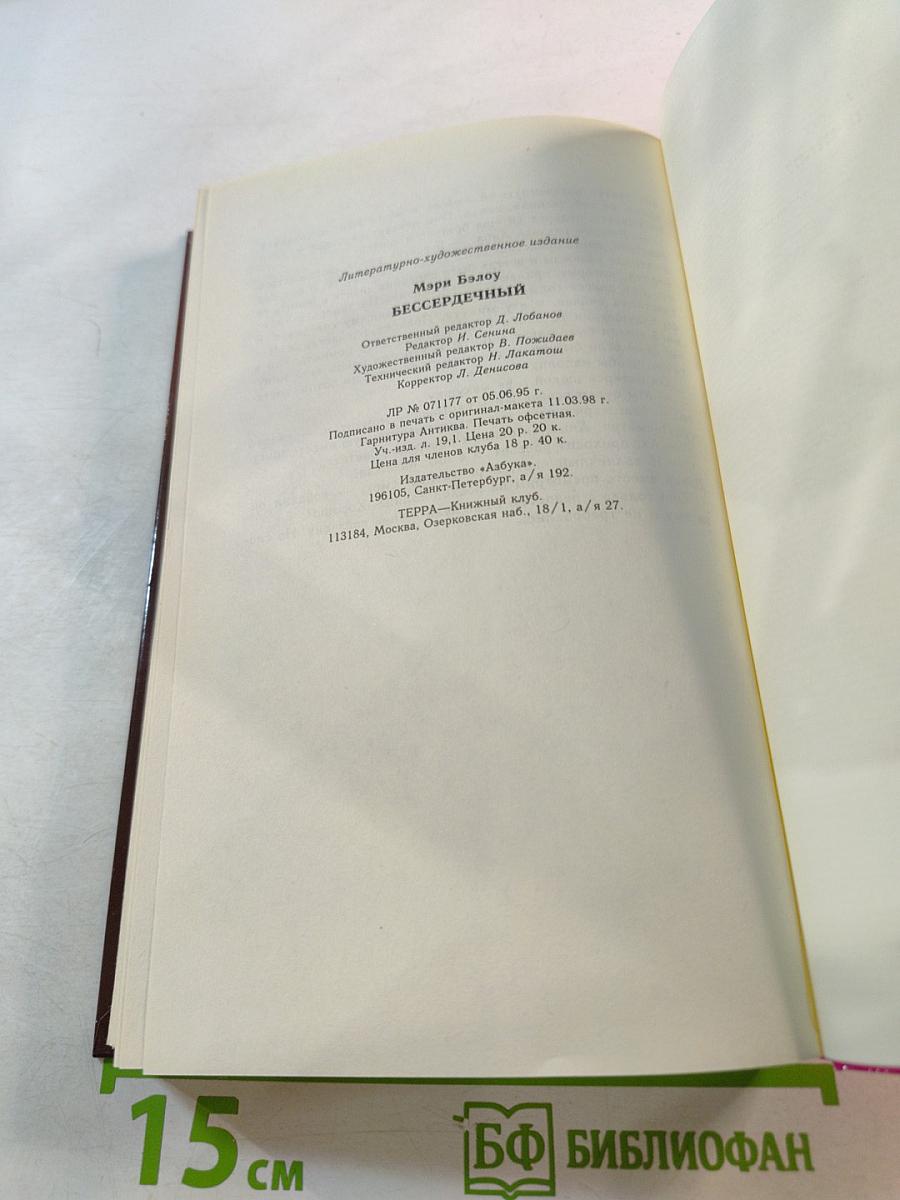 Литературно-художественное издание
Мэри Бэлоу
БЕССЕРДЕЧНЫЙ
Ответственный редактор Д. Лобанов
Редактор И. Сенина
Художественный редактор В. Пожидаев
Технический редактор Н. Лакатош
Корректор Л. Денисова
ЛР № 071177 от 05.06.95 г.
Подписано в печать с оригинал-макета 11.03.98 г.
Гарнитура Антиква. Печать офсетная.
Уч.-изд. л. 19,1. Цена 20 р. 20 к.
Цена для членов клуба 18 р. 40 к.
Издательство «Азбука».
196105, Санкт-Петербург, а/я 192.
ТЕРРА—Книжный клуб.
113184, Москва, Озерковская наб., 18/1, а/я 27.
15 см
БФ БИБЛИОФАН